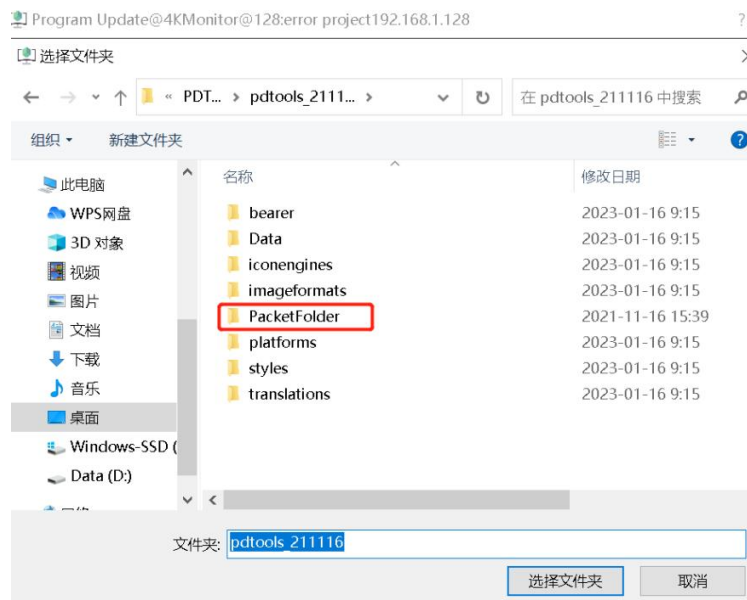 Program Update@4KMonitor@128:error project192.168.1.128 ?
选择文件夹
« PDT... › pdtools_2111... › 在 pdtools_211116 中搜索
组织 新建文件夹 ?
此电脑
WPS网盘
3D 对象
视频
图片
文档
下载
音乐
桌面
Windows-SSD (
Data (D:)
名称 修改日期
bearer 2023-01-16 9:15
Data 2023-01-16 9:15
iconengines 2023-01-16 9:15
imageformats 2023-01-16 9:15
PacketFolder 2021-11-16 15:39
platforms 2023-01-16 9:15
styles 2023-01-16 9:15
translations 2023-01-16 9:15
文件夹: pdtools_211116
选择文件夹 取消